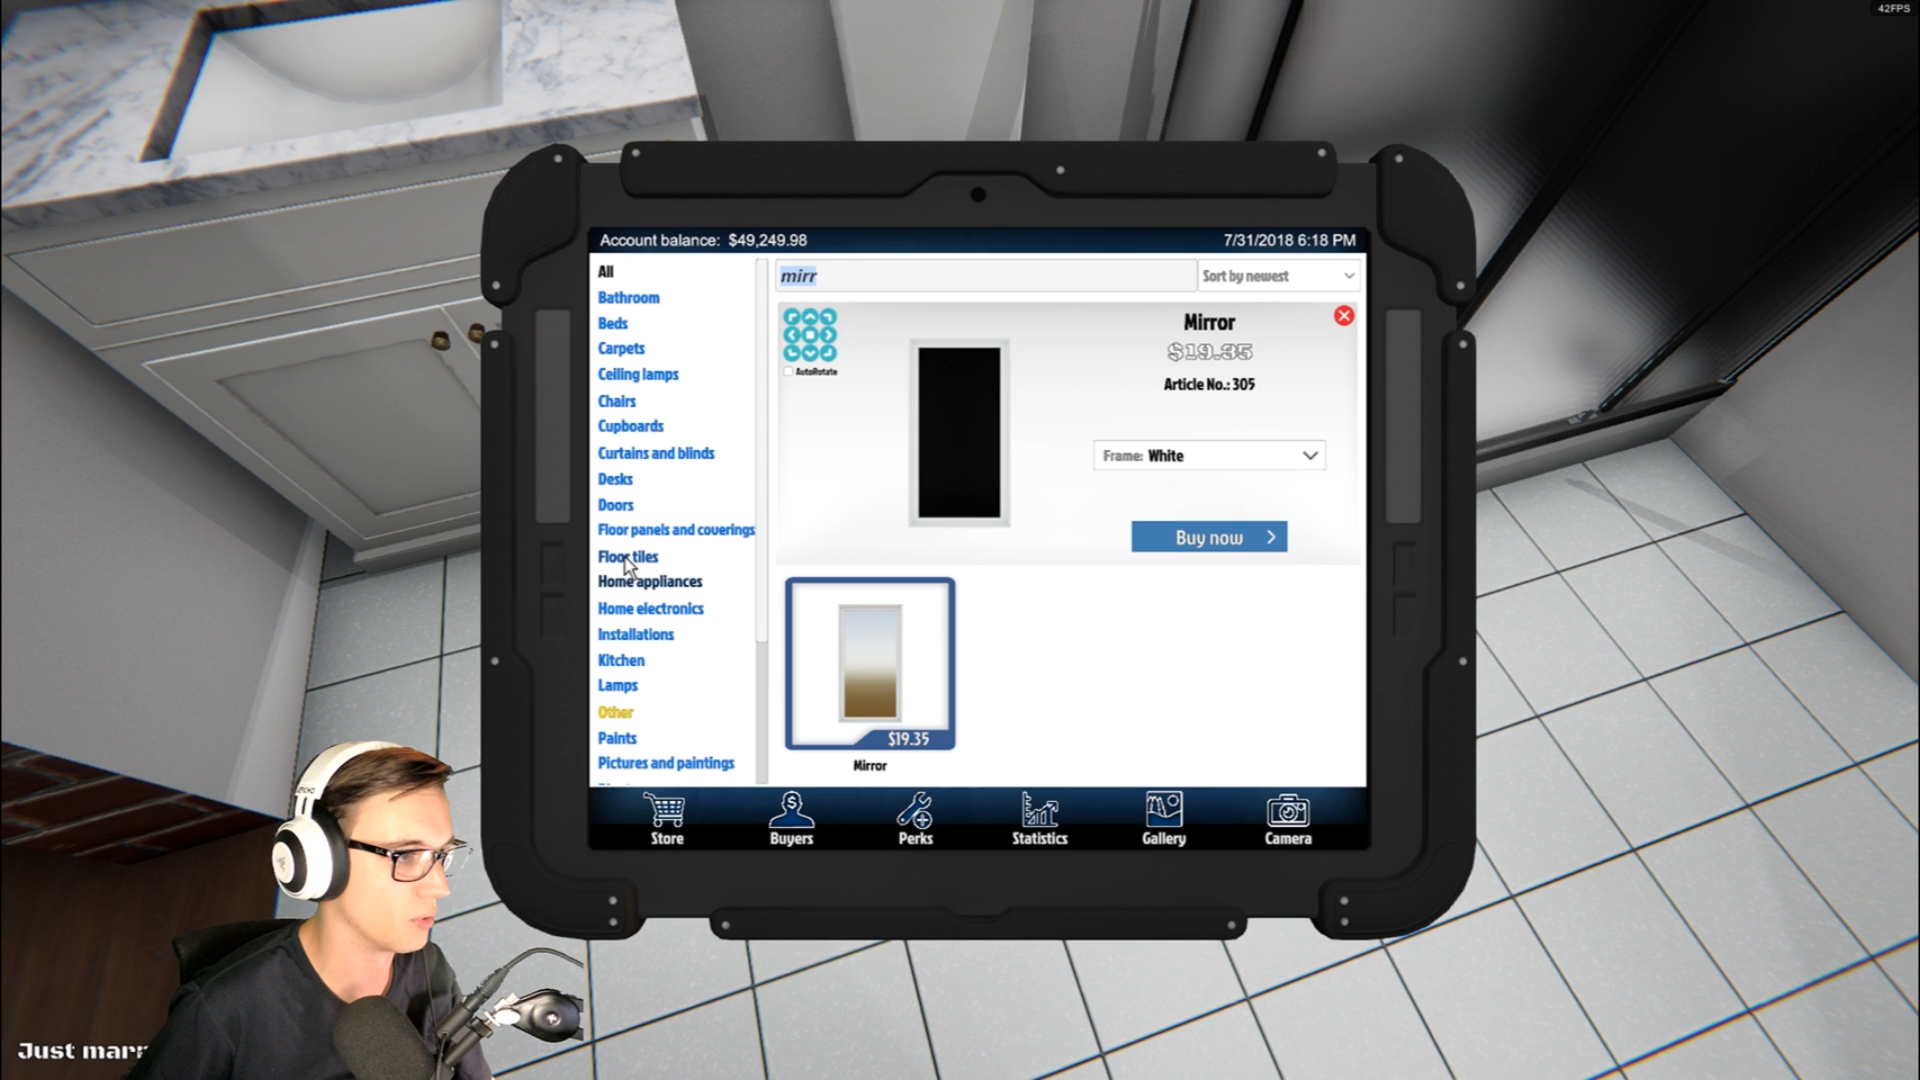 42FPS
Account balance: $49,249.98
7/31/2018 6:18 PM
All
Bathroom
Beds
Carpets
Ceiling lamps
Chairs
Cupboards
Curtains and blinds
Desks
Doors
Floor panels and coverings
Floor tiles
Home appliances
Home electronics
Installations
Kitchen
Lamps
Other
Paints
Pictures and paintings
mirr
Sort by newest
AutoRotate
Mirror
$19.35
Article No.: 305
Frame: White
Buy now
$19.35
Mirror
Store
Buyers
Perks
Statistics
Gallery
Camera
Just marr